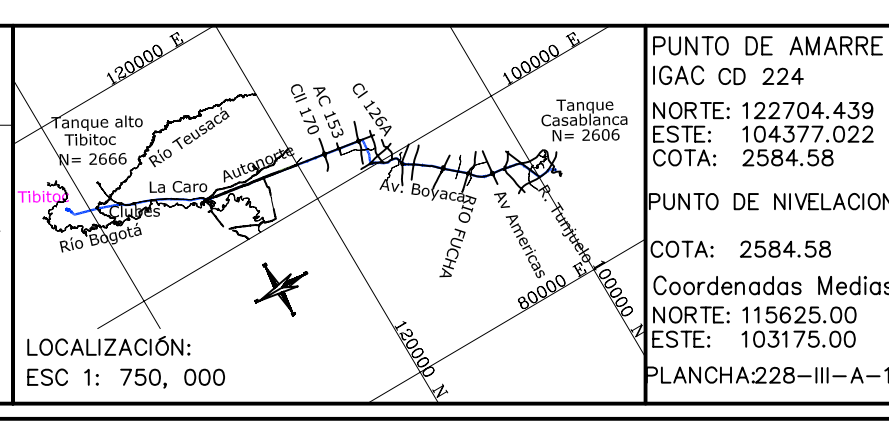 120000 E
100000 E
Tanque alto
Tibitoc
N= 2666
Río Teusacá
Cll 170
AC 153
Cl 126A
Tanque
Casablanca
N= 2606
Autonorte
La Caro
Tibitoc
Clubes
Río Bogotá
Av. Boyaca
RIO FUCHA
Av Americas
R. Tunjuelo
80000 E
100000 N
120000 N
LOCALIZACIÓN:
ESC 1: 750, 000
PUNTO DE AMARRE
IGAC CD 224
NORTE: 122704.439
ESTE: 104377.022
COTA: 2584.58
PUNTO DE NIVELACION
COTA: 2584.58
Coordenadas Medias
NORTE: 115625.00
ESTE: 103175.00
PLANCHA:228-III-A-1